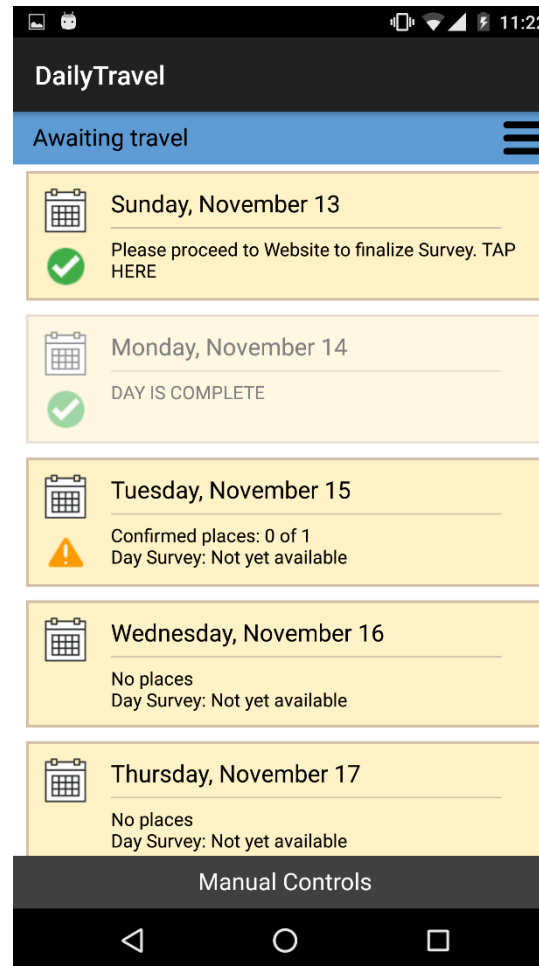 11:22
DailyTravel
Awaiting travel
Sunday, November 13
Please proceed to Website to finalize Survey. TAP
HERE
Monday, November 14
DAY IS COMPLETE
Tuesday, November 15
Confirmed places: 0 of 1
Day Survey: Not yet available
Wednesday, November 16
No places
Day Survey: Not yet available
Thursday, November 17
No places
Day Survey: Not yet available
Manual Controls